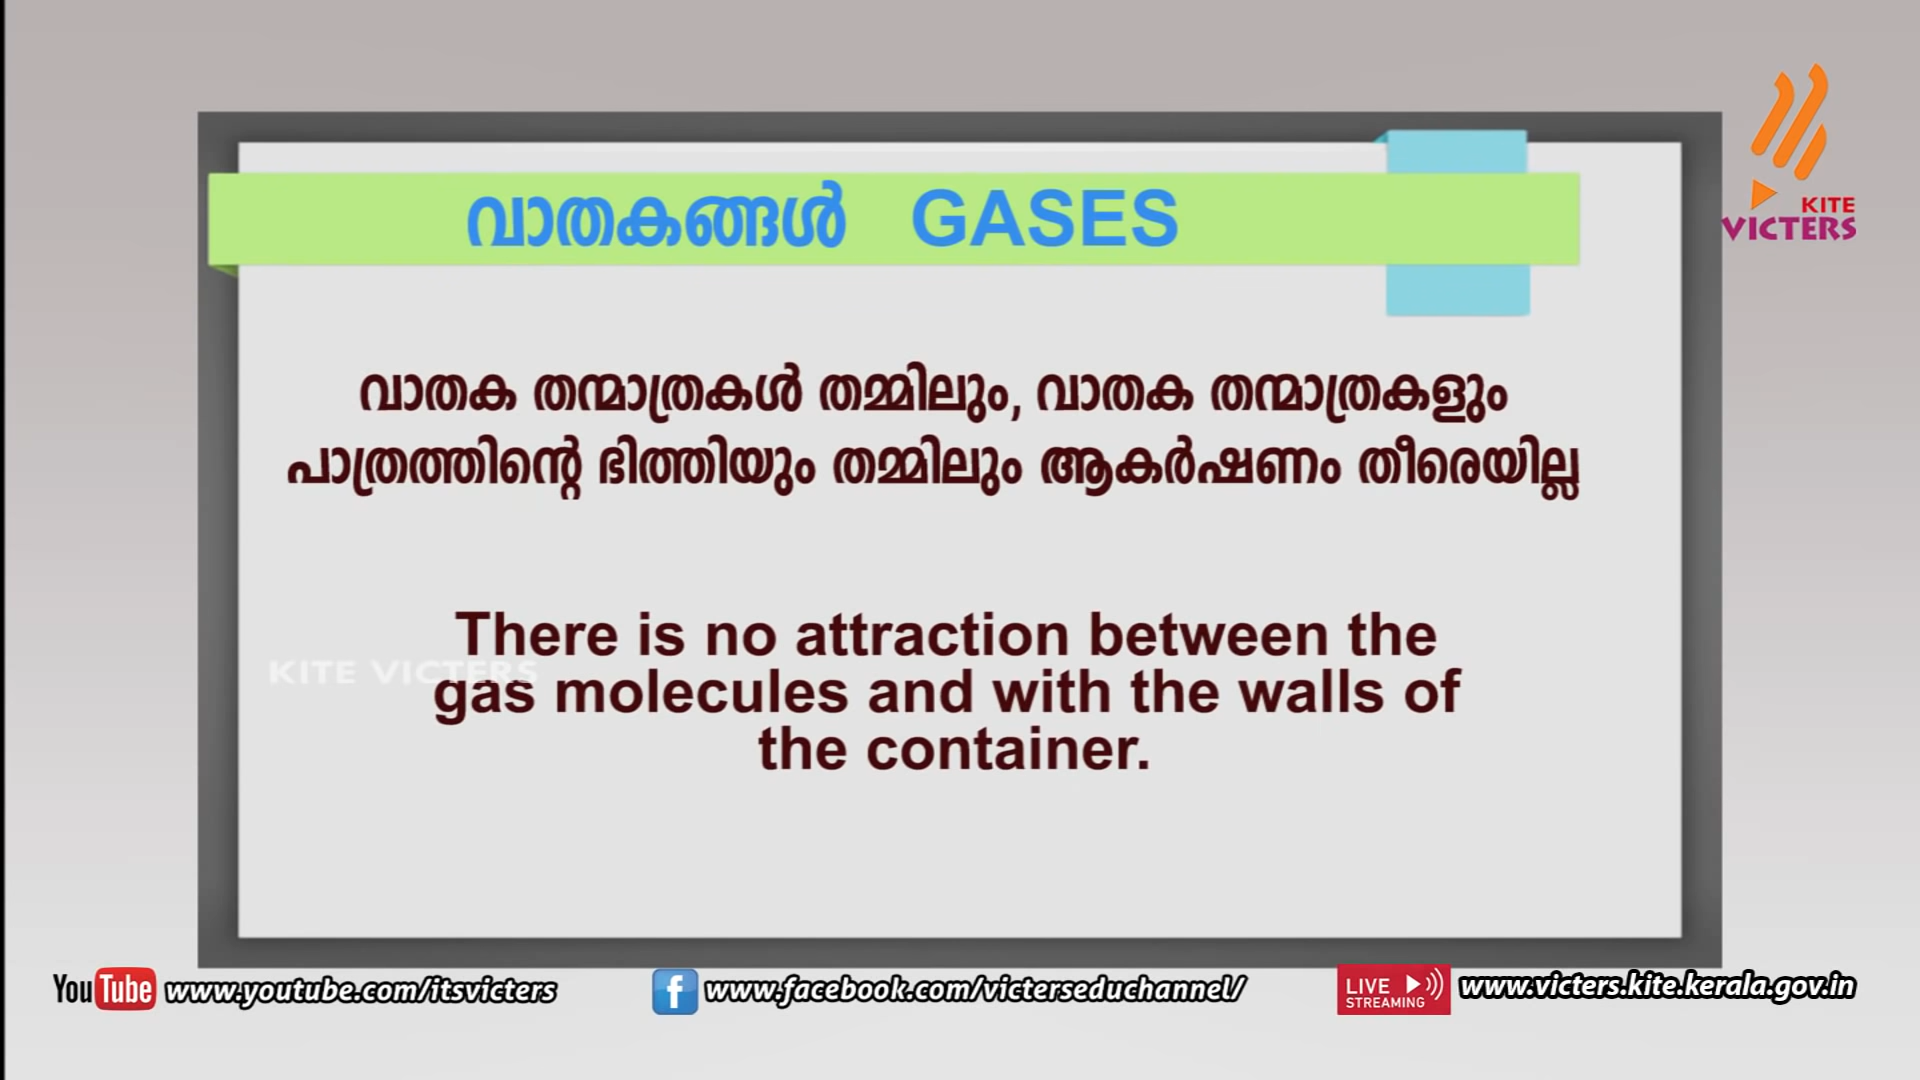 വാതകങ്ങൾ GASES
KITE
VICTERS
വാതക തന്മാത്രകൾ തമ്മിലും, വാതക തന്മാത്രകളും
പാത്രത്തിന്റെ ഭിത്തിയും തമ്മിലും ആകർഷണം തീരെയില്ല
There is no attraction between the
KITE VICTERS
gas molecules and with the walls of
the container.
YouTube www.youtube.com/itsvicters
f www.facebook.com/victerseduchannel/
LIVE STREAMING www.victers.kite.kerala.gov.in